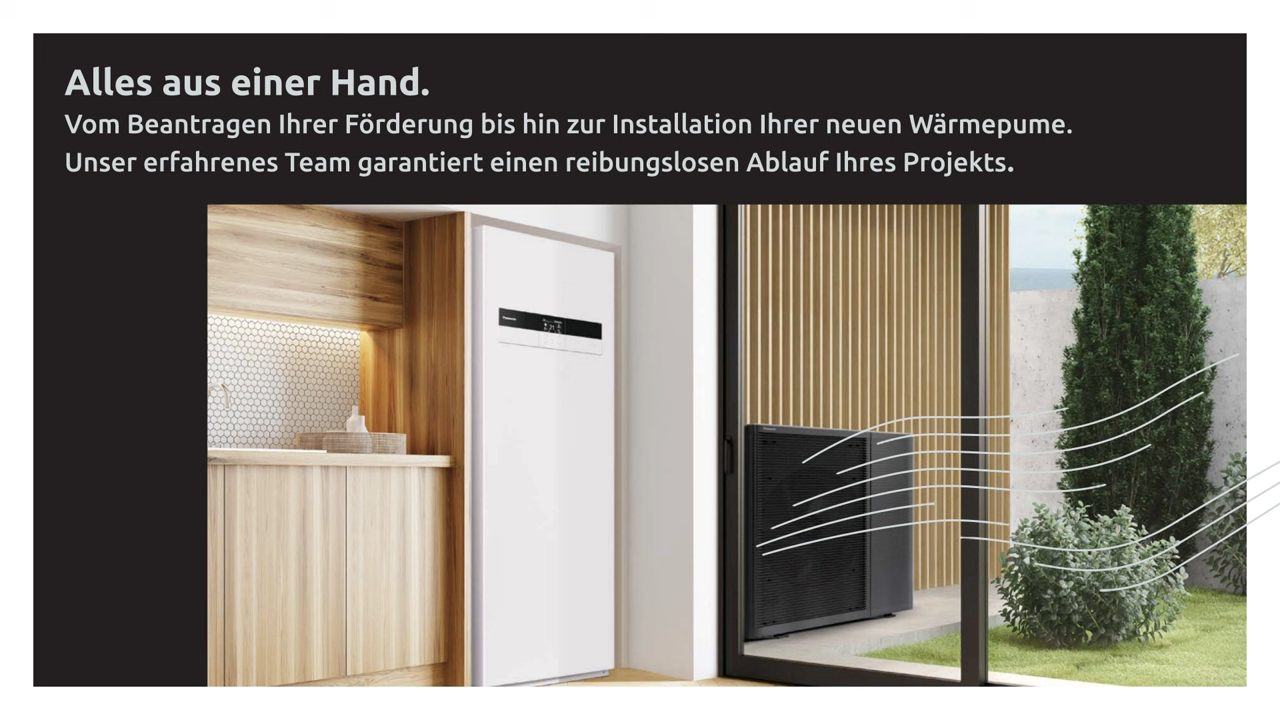 Alles aus einer Hand.
Vom Beantragen Ihrer Förderung bis hin zur Installation Ihrer neuen Wärmepume.
Unser erfahrenes Team garantiert einen reibungslosen Ablauf Ihres Projekts.
Panasonic